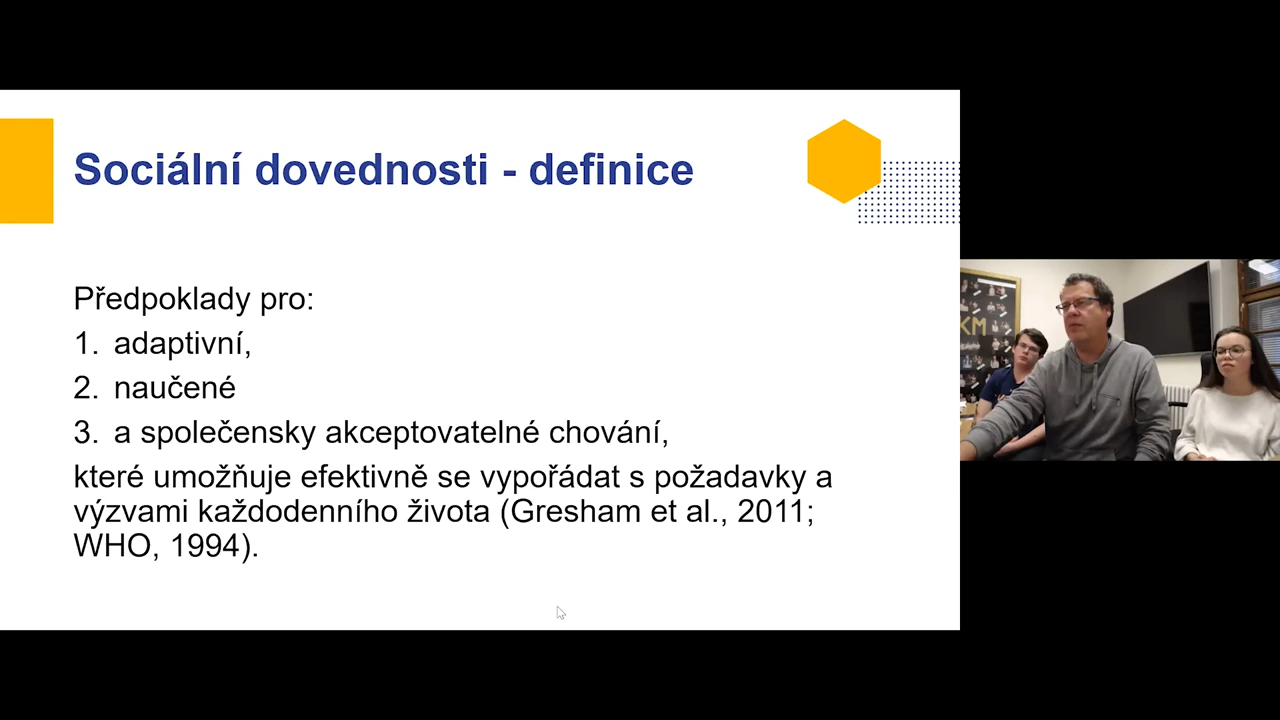 Sociální dovednosti - definice
Předpoklady pro:
1. adaptivní,
2. naučené
3. a společensky akceptovatelné chování,
které umožňuje efektivně se vypořádat s požadavky a
výzvami každodenního života (Gresham et al., 2011;
WHO, 1994).
KM